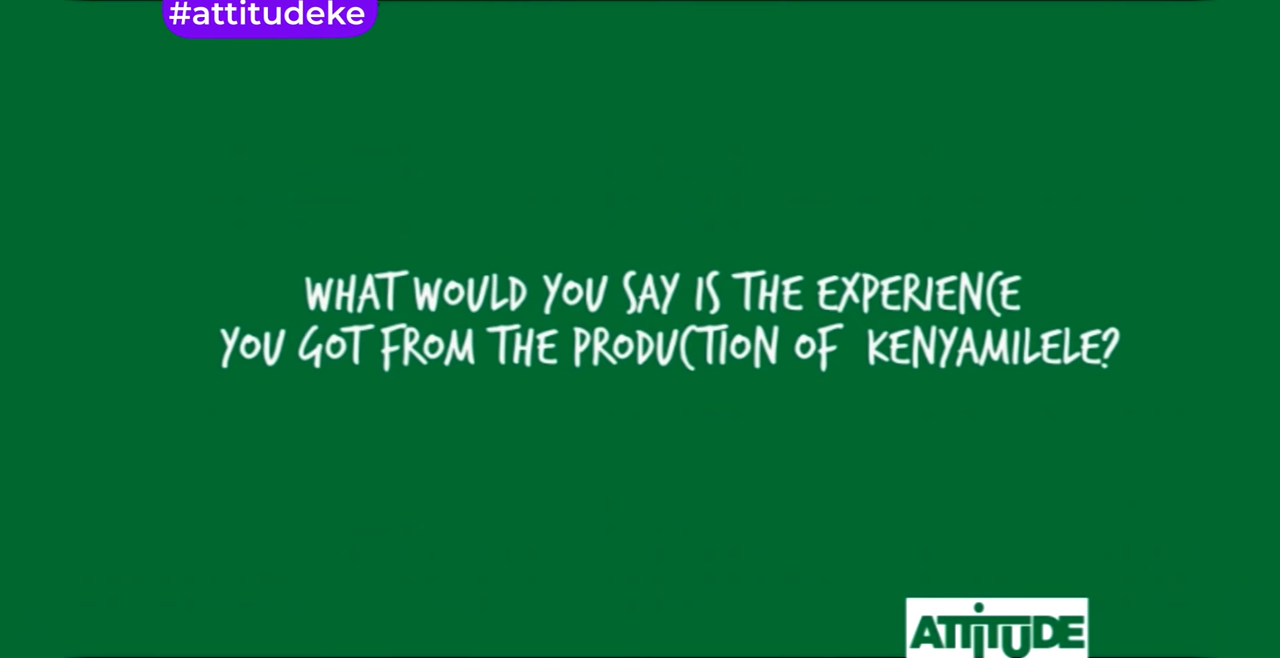 #attitudeke
WHAT WOULD YOU SAY IS THE EXPERIENCE
YOU GOT FROM THE PRODUCTION OF KENYAMILELE?
ATTITUDE